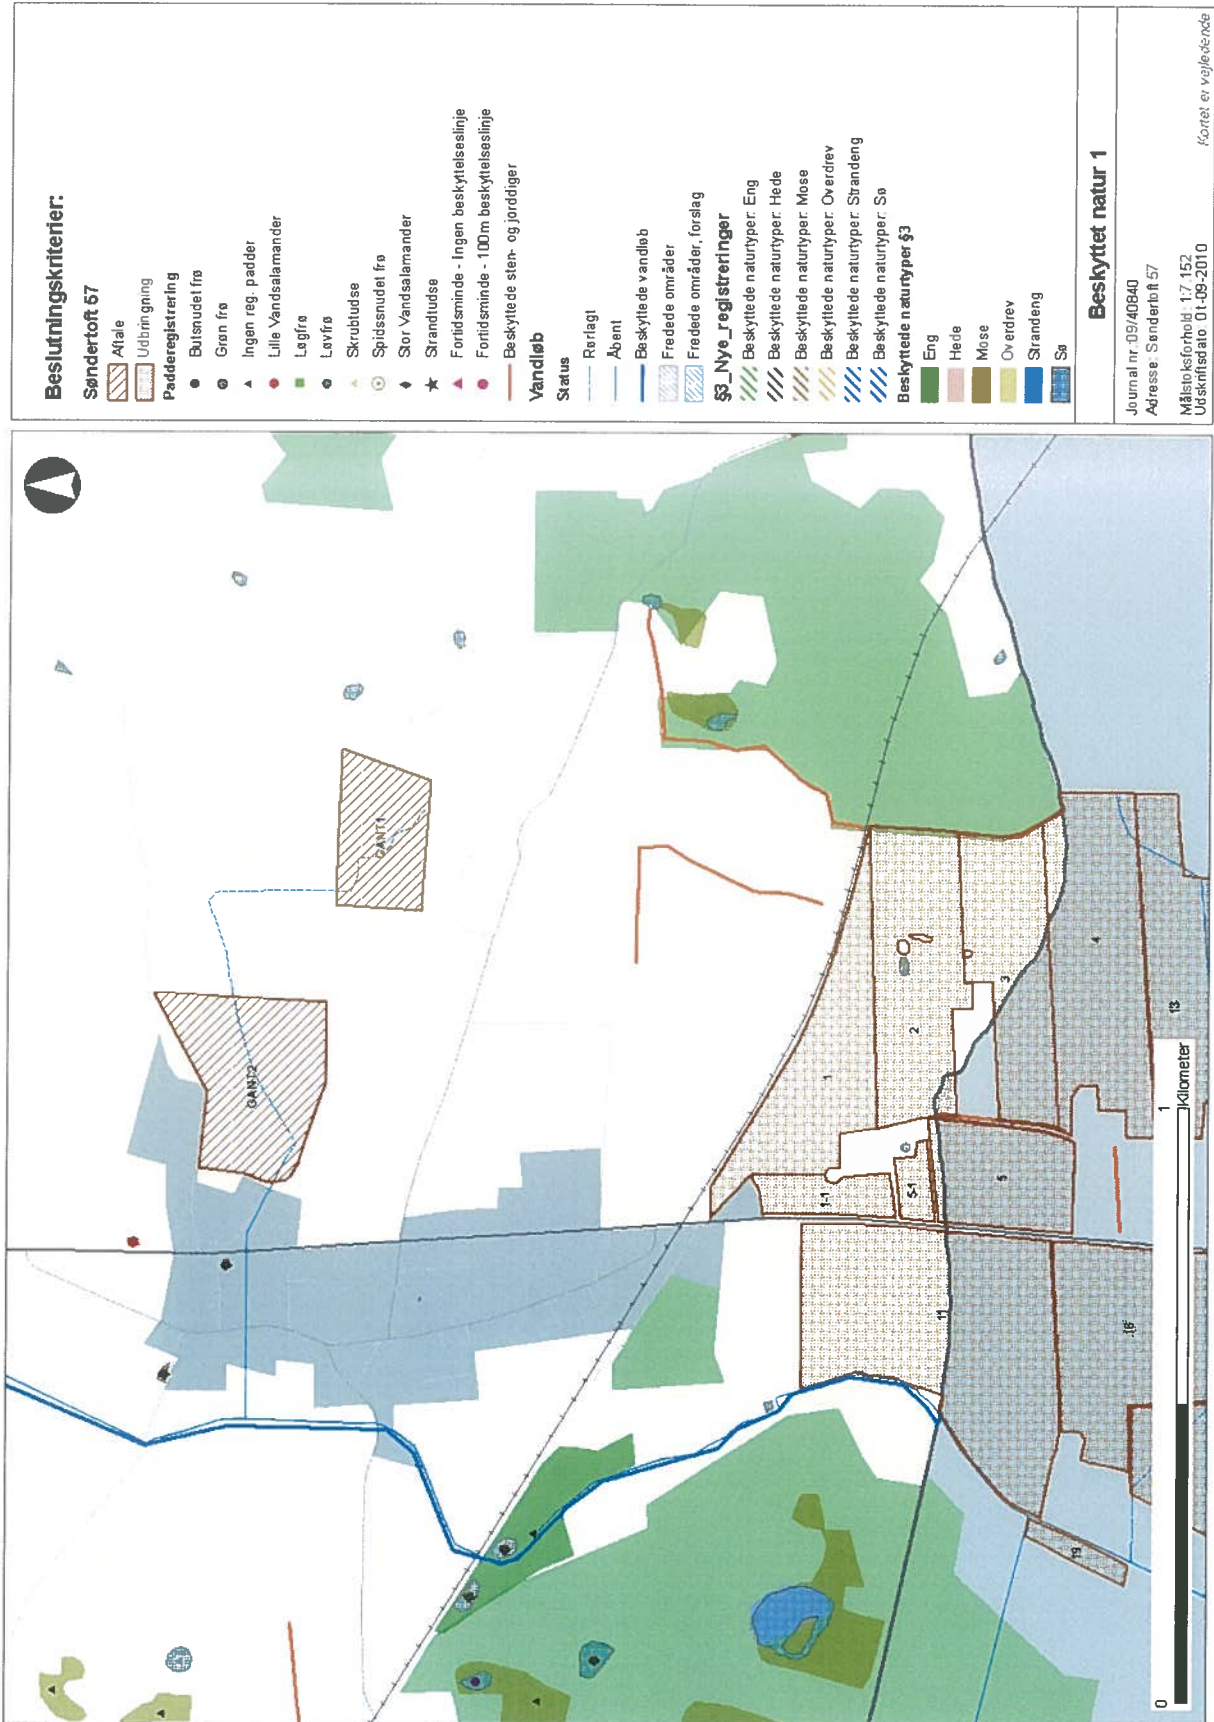 Beslutningskriterier:
Søndertoft 57
Aftale
Udbringning
Padderegistrering
Butsnudet frø
Grøn frø
Ingen reg. padder
Lille Vandsalamander
Løgfrø
Løvfrø
Skrubtudse
Spidssnudet frø
Stor Vandsalamander
Strandtudse
Fortidsminde - Ingen beskyttelseslinje
Fortidsminde - 100m beskyttelseslinje
Beskyttede sten- og jorddiger
Vandløb
Status
Rørlagt
Åbent
Beskyttede vandløb
Fredede områder
Fredede områder, forslag
§3_Nye_registreringer
Beskyttede naturtyper: Eng
Beskyttede naturtyper: Hede
Beskyttede naturtyper: Mose
Beskyttede naturtyper: Overdrev
Beskyttede naturtyper: Strandeng
Beskyttede naturtyper: Sø
Beskyttede naturtyper §3
Eng
Hede
Mose
Overdrev
Strandeng
Sø
Beskyttet natur 1
Journal nr.: 09/40840
Adresse: Søndertoft 57
Målstoksforhold: 1:7.152
Udskriftsdato: 01-09-2010
Kortet er vejledende
GANT2
GANT1
1
2
3
4
13
1-1
5-1
5
11
19
0
1
Kilometer